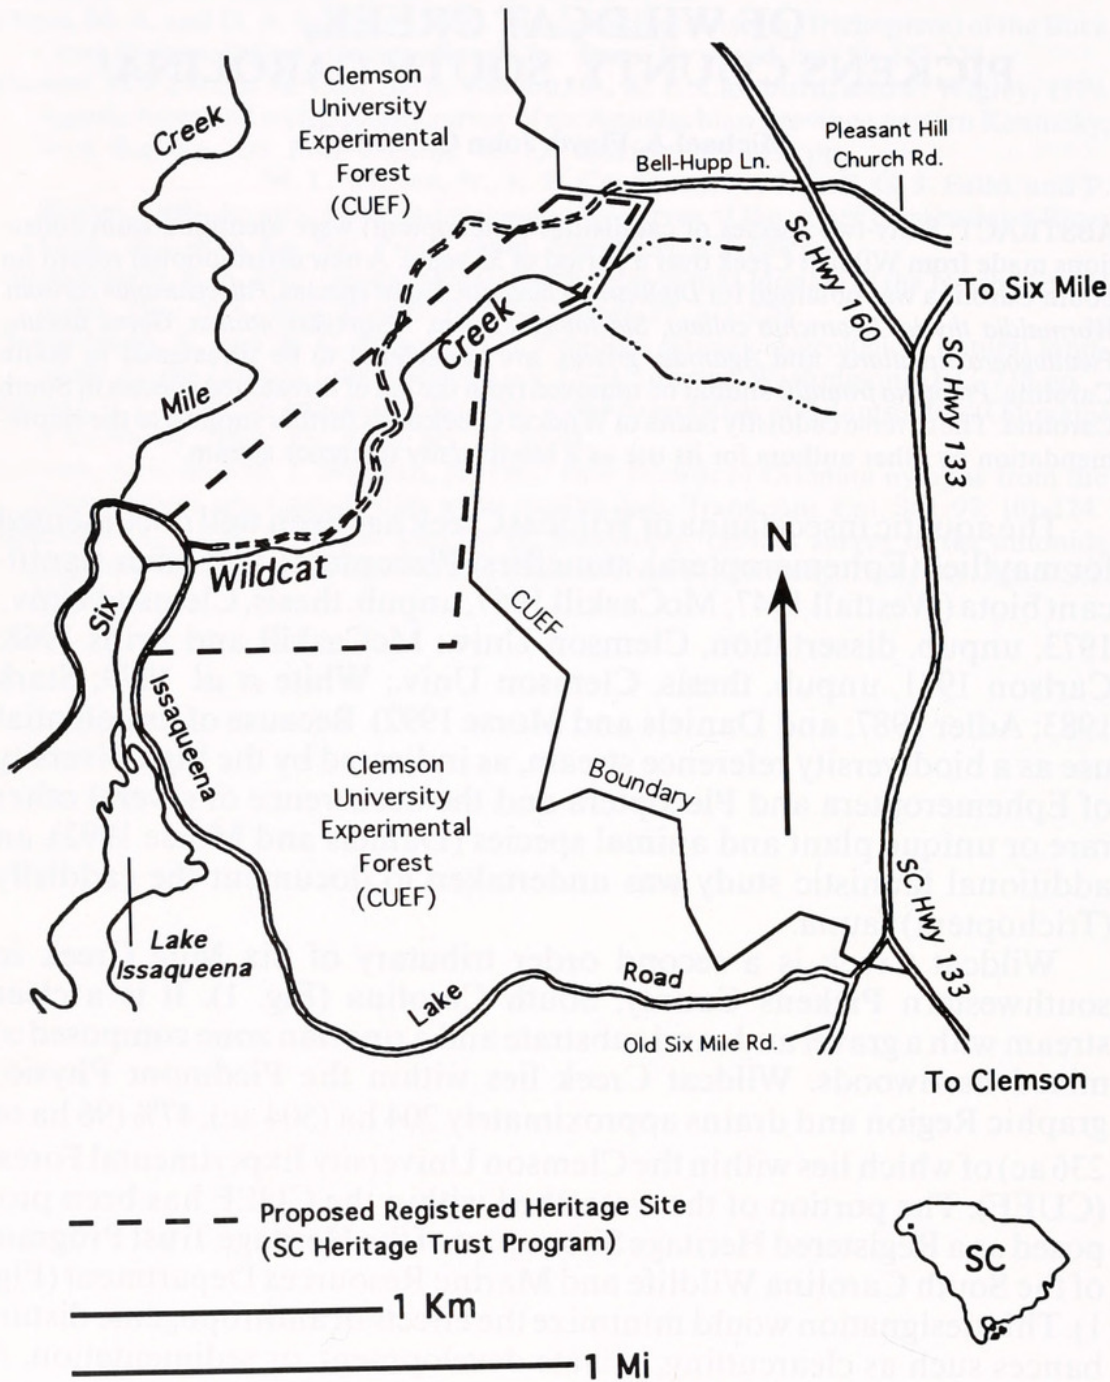 Clemson
University
Experimental
Forest
(CUEF)
Creek
Mile
Six
Bell-Hupp Ln.
Pleasant Hill
Church Rd.
SC Hwy 160
To Six Mile
SC Hwy 133
Creek
Wildcat
N
CUEF
Boundary
Issaqueena
Lake
Road
Clemson
University
Experimental
Forest
(CUEF)
Lake
Issaqueena
SC Hwy 133
Old Six Mile Rd.
To Clemson
Proposed Registered Heritage Site
(SC Heritage Trust Program)
1 Km
1 Mi
SC